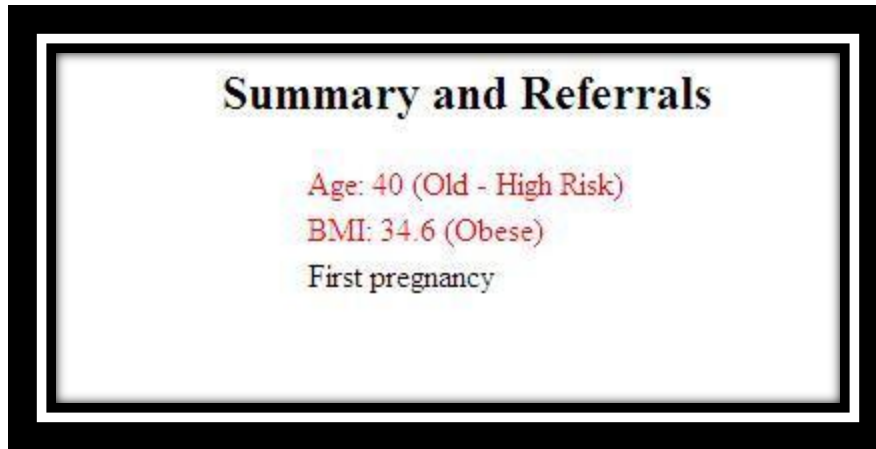 Summary and Referrals
Age: 40 (Old - High Risk)
BMI: 34.6 (Obese)
First pregnancy